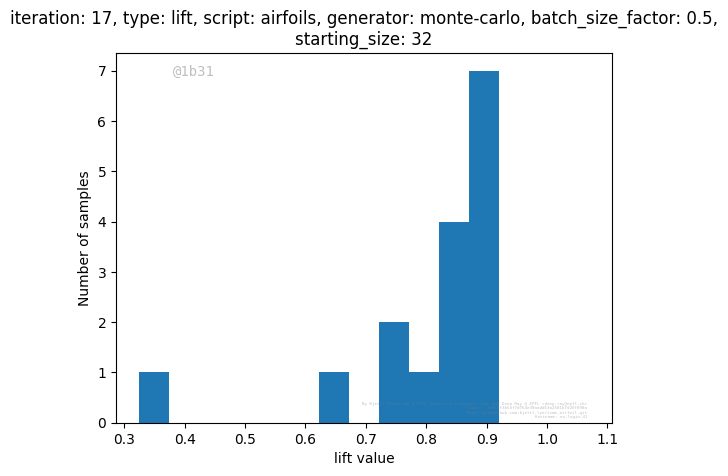 iteration: 17, type: lift, script: airfoils, generator: monte-carlo, batch_size_factor: 0.5,
starting_size: 32
@1b31
7
6
5
4
3
2
1
0
Number of samples
0.3 0.4 0.5 0.6 0.7 0.8 0.9 1.0 1.1
lift value